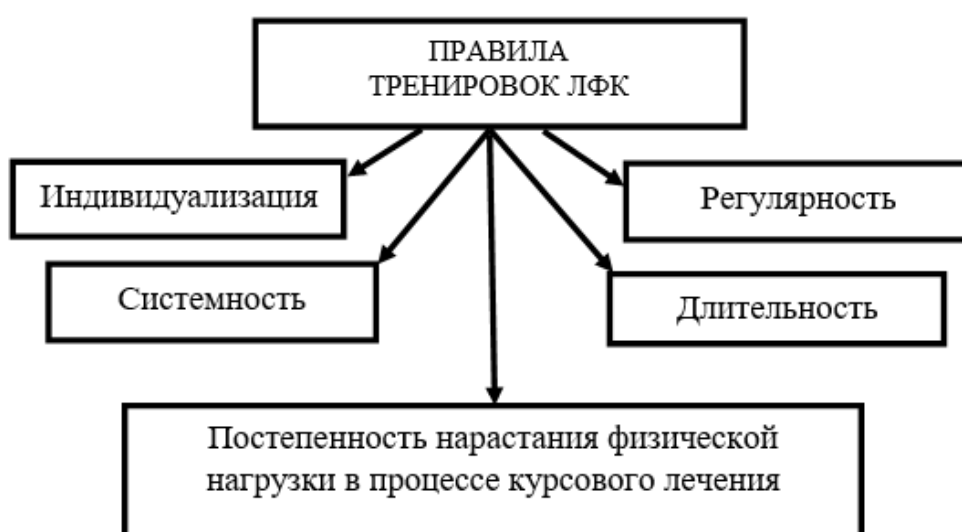 ПРАВИЛА
ТРЕНИРОВОК ЛФК
Индивидуализация
Регулярность
Системность
Длительность
Постепенность нарастания физической
нагрузки в процессе курсового лечения